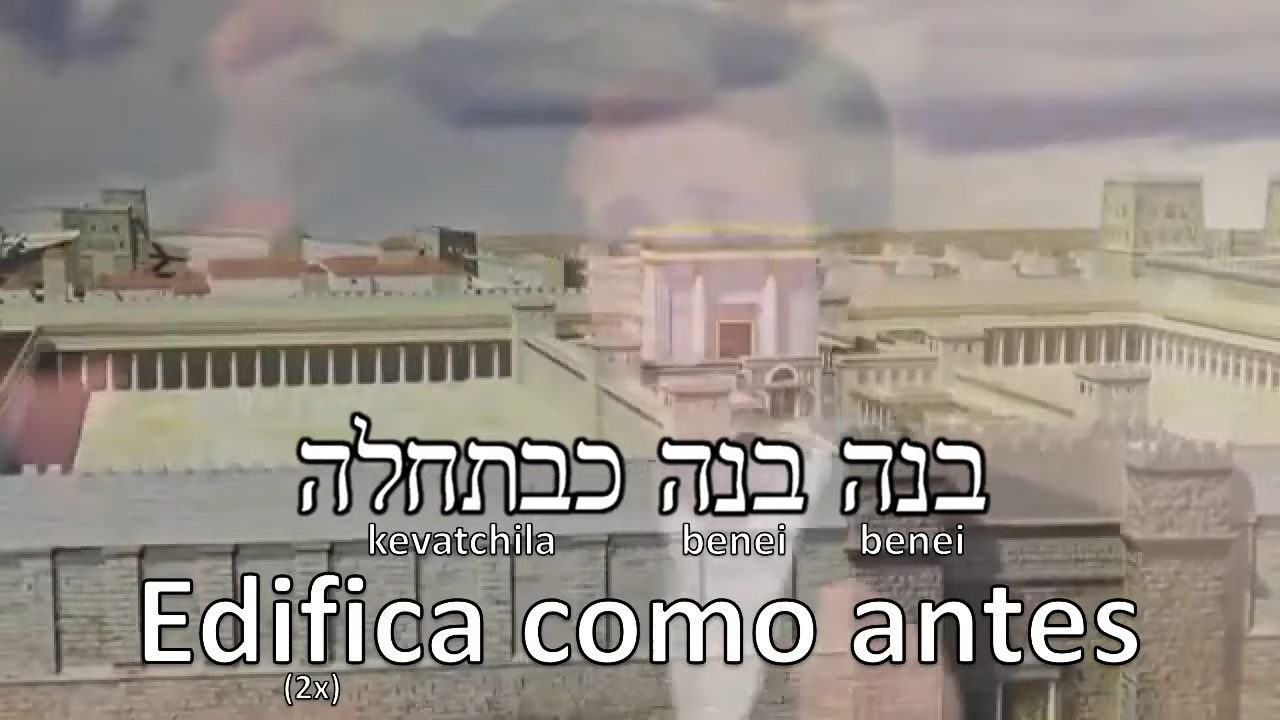 בנה בנה כבתחלה
kevatchila benei benei
Edifica como antes
(2x)